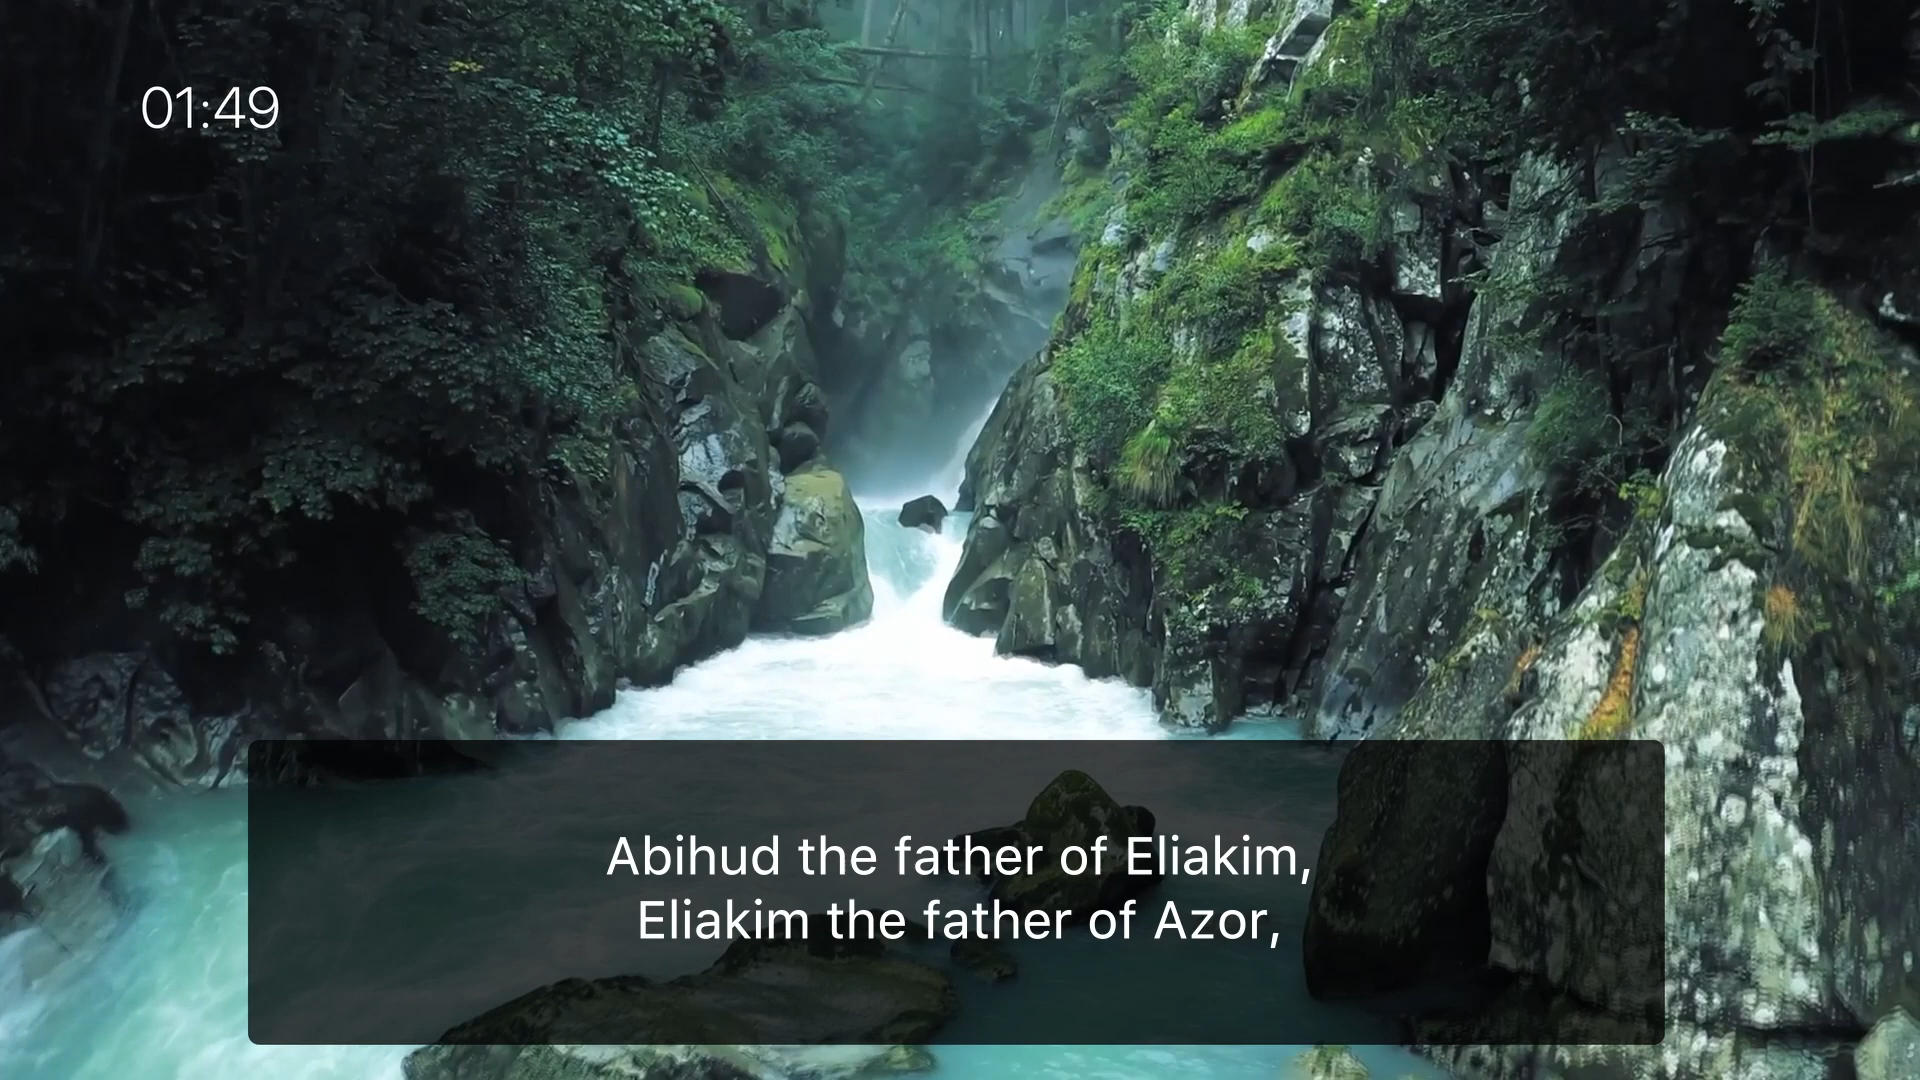 01:49
Abihud the father of Eliakim,
Eliakim the father of Azor,